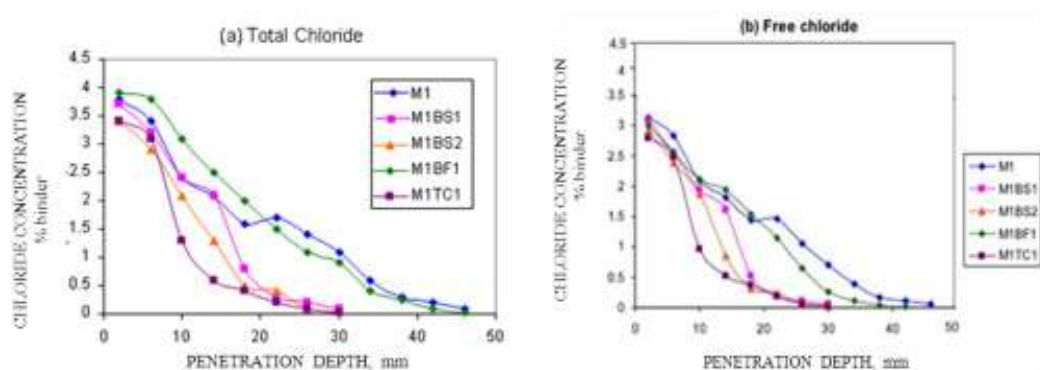 (a) Total Chloride
CHLORIDE CONCENTRATION
% binder
4.5
4
3.5
3
2.5
2
1.5
1
0.5
0
0 10 20 30 40 50
PENETRATION DEPTH, mm
M1
M1BS1
M1BS2
M1BF1
M1TC1
(b) Free chloride
CHLORIDE CONCENTRATION
% binder
4.5
4
3.5
3
2.5
2
1.5
1
0.5
0
0 10 20 30 40 50
PENETRATION DEPTH, mm
M1
M1BS1
M1BS2
M1BF1
M1TC1